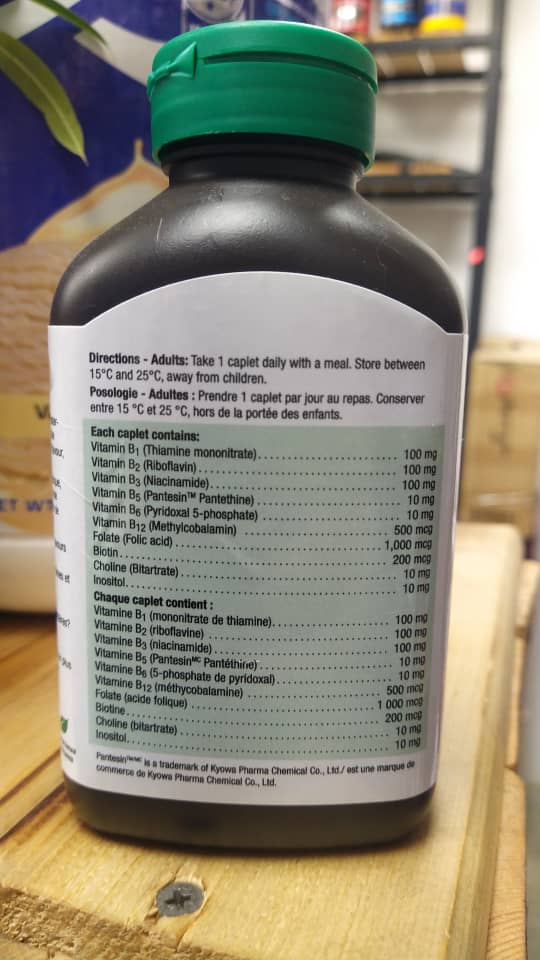 Directions - Adults: Take 1 caplet daily with a meal. Store between
15°C and 25°C, away from children.
Posologie - Adultes : Prendre 1 caplet par jour au repas. Conserver
entre 15 °C et 25 °C, hors de la portée des enfants.
Each caplet contains:
Vitamin B1 (Thiamine mononitrate) 100 mg
Vitamin B2 (Riboflavin) 100 mg
Vitamin B3 (Niacinamide) 100 mg
Vitamin B5 (Pantesin™ Pantethine) 10 mg
Vitamin B6 (Pyridoxal 5-phosphate) 10 mg
Vitamin B12 (Methylcobalamin) 500 mcg
Folate (Folic acid) 1,000 mcg
Biotin 200 mcg
Choline (Bitartrate) 10 mg
Inositol 10 mg
Chaque caplet contient :
Vitamine B1 (mononitrate de thiamine) 100 mg
Vitamine B2 (riboflavine) 100 mg
Vitamine B3 (niacinamide) 100 mg
Vitamine B5 (Pantesinᴹᶜ Pantéthine) 10 mg
Vitamine B6 (5-phosphate de pyridoxal) 10 mg
Vitamine B12 (méthycobalamine) 500 mcg
Folate (acide folique) 1 000 mcg
Biotine 200 mcg
Choline (bitartrate) 10 mg
Inositol 10 mg
Pantesin™/ᴹᶜ is a trademark of Kyowa Pharma Chemical Co., Ltd./ est une marque de
commerce de Kyowa Pharma Chemical Co., Ltd.